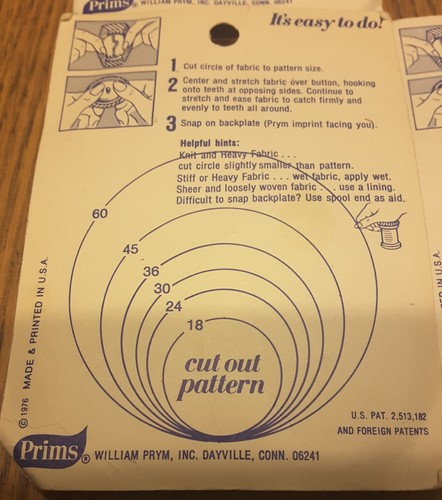 Prims® WILLIAM PRYM, INC. DAYVILLE, CONN. 06241
It's easy to do!
1 Cut circle of fabric to pattern size.
2 Center and stretch fabric over button, hooking
onto teeth at opposing sides. Continue to
stretch and ease fabric to catch firmly and
evenly to teeth all around.
3 Snap on backplate (Prym imprint facing you).
Helpful hints:
Knit and Heavy Fabric . . .
cut circle slightly smaller than pattern.
Stiff or Heavy Fabric . . . wet fabric, apply wet.
Sheer and loosely woven fabric . . . use a lining.
Difficult to snap backplate? Use spool end as aid.
60
45
36
30
24
18
cut out
pattern
© 1976 MADE & PRINTED IN U.S.A.
U.S. PAT. 2,513,182
AND FOREIGN PATENTS
Prims® WILLIAM PRYM, INC. DAYVILLE, CONN. 06241